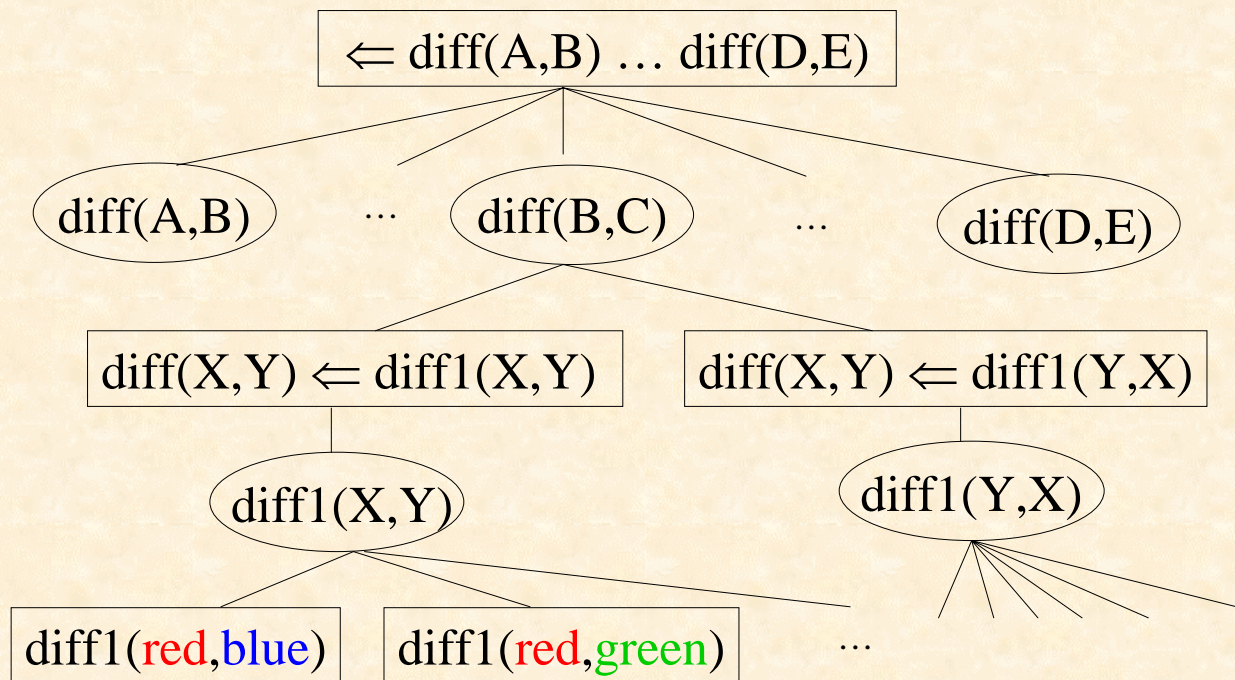 ⇐ diff(A,B) … diff(D,E)
diff(A,B) … diff(B,C) … diff(D,E)
diff(X,Y) ⇐ diff1(X,Y) diff(X,Y) ⇐ diff1(Y,X)
diff1(X,Y) diff1(Y,X)
diff1(red,blue) diff1(red,green) …